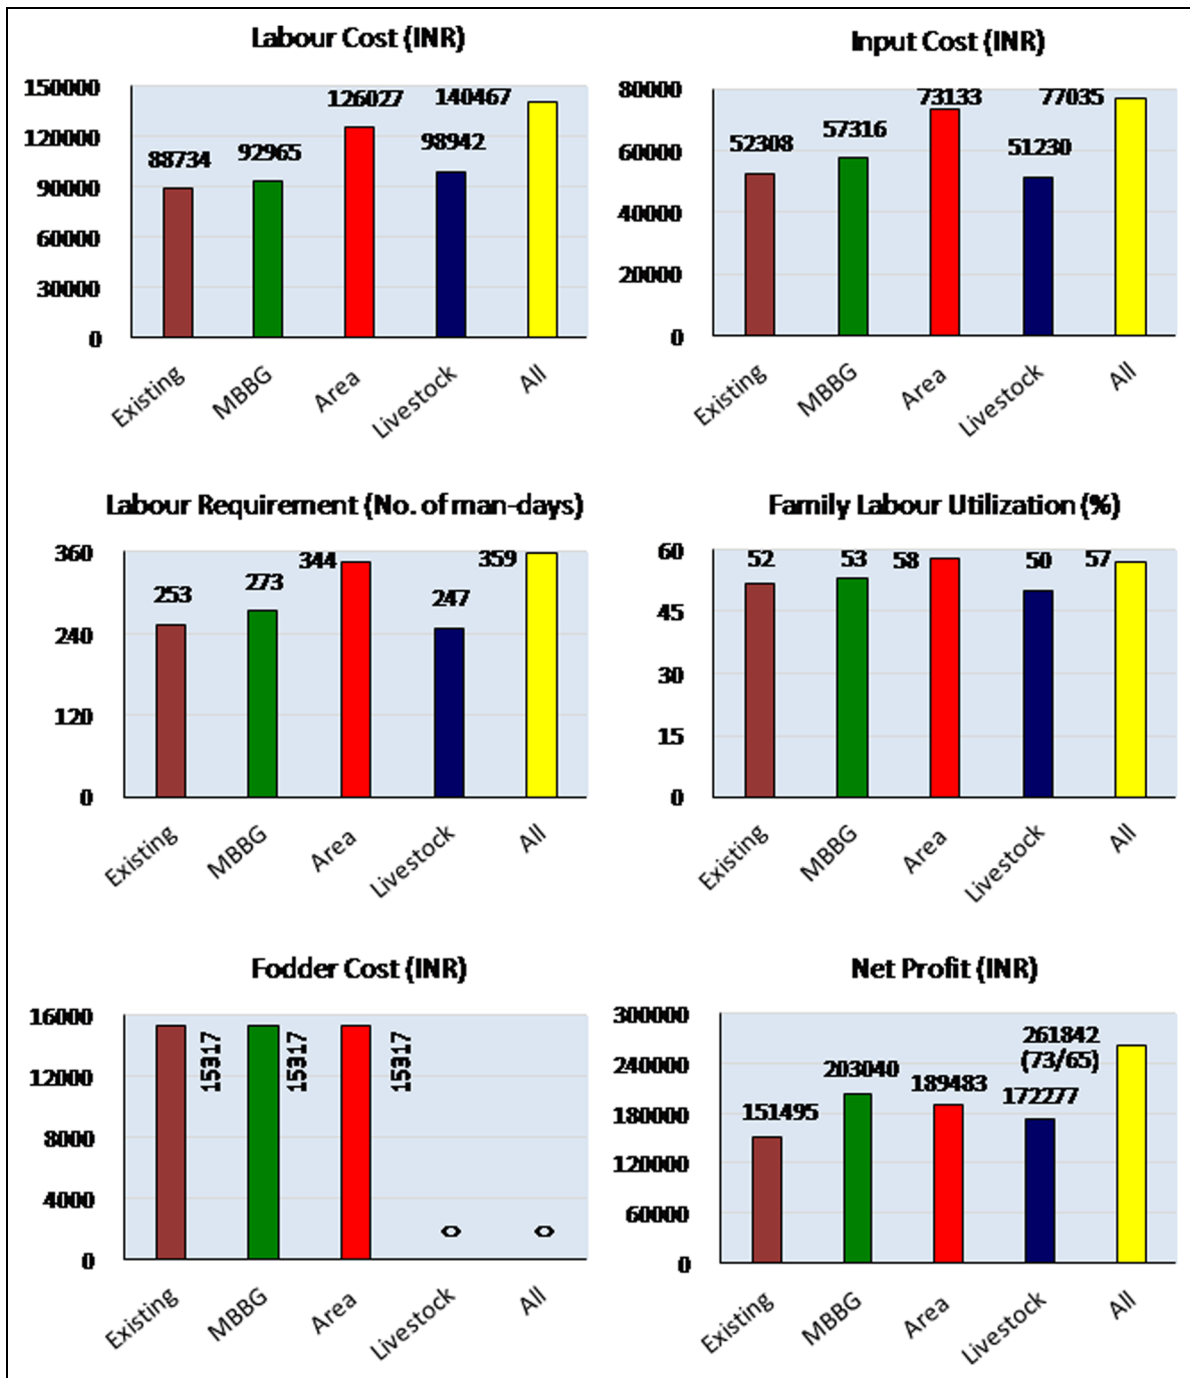 Labour Cost (INR)
150000
120000
90000
60000
30000
0
88734
92965
126027
98942
140467
Existing
MBBG
Area
Livestock
All
Input Cost (INR)
80000
60000
40000
20000
0
52308
57316
73133
51230
77035
Existing
MBBG
Area
Livestock
All
Labour Requirement (No. of man-days)
360
240
120
0
253
273
344
247
359
Existing
MBBG
Area
Livestock
All
Family Labour Utilization (%)
60
45
30
15
0
52
53
58
50
57
Existing
MBBG
Area
Livestock
All
Fodder Cost (INR)
16000
12000
8000
4000
0
15317
15317
15317
0
0
Existing
MBBG
Area
Livestock
All
Net Profit (INR)
300000
240000
180000
120000
60000
0
151495
203040
189483
172277
261842
(73/65)
Existing
MBBG
Area
Livestock
All